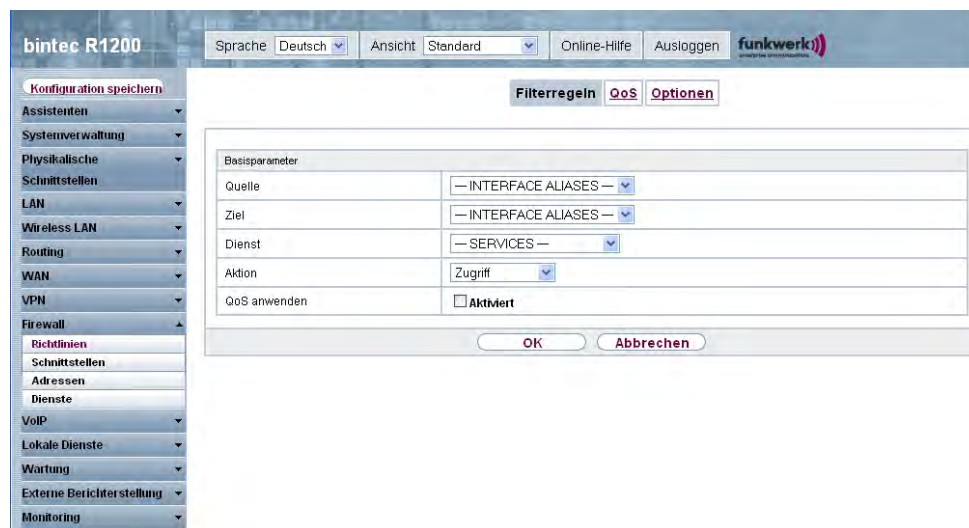 bintec R1200
Sprache Deutsch Ansicht Standard Online-Hilfe Ausloggen funkwerk
Konfiguration speichern
Assistenten
Systemverwaltung
Physikalische
Schnittstellen
LAN
Wireless LAN
Routing
WAN
VPN
Firewall
Richtlinien
Schnittstellen
Adressen
Dienste
VoIP
Lokale Dienste
Wartung
Externe Berichterstellung
Monitoring
Filterregeln QoS Optionen
Basisparameter
Quelle — INTERFACE ALIASES —
Ziel — INTERFACE ALIASES —
Dienst — SERVICES —
Aktion Zugriff
QoS anwenden Aktiviert
OK Abbrechen